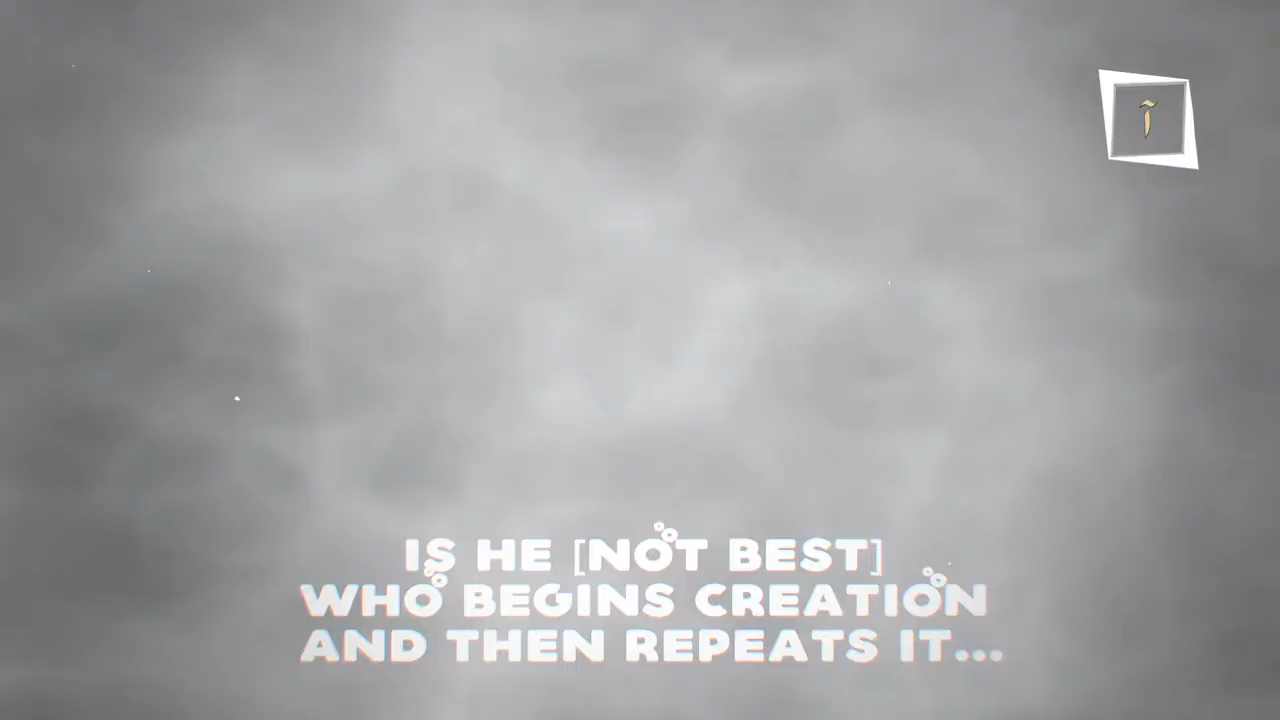 آ
IS HE [NOT BEST]
WHO BEGINS CREATION
AND THEN REPEATS IT...